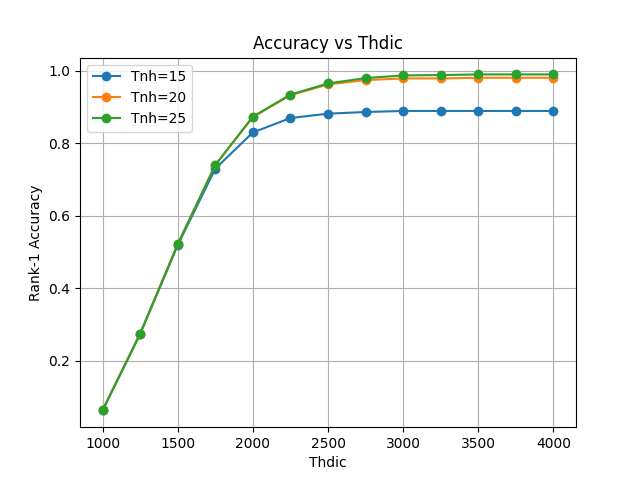 Accuracy vs Thdic
Tnh=15
Tnh=20
Tnh=25
Rank-1 Accuracy
1.0
0.8
0.6
0.4
0.2
1000 1500 2000 2500 3000 3500 4000
Thdic